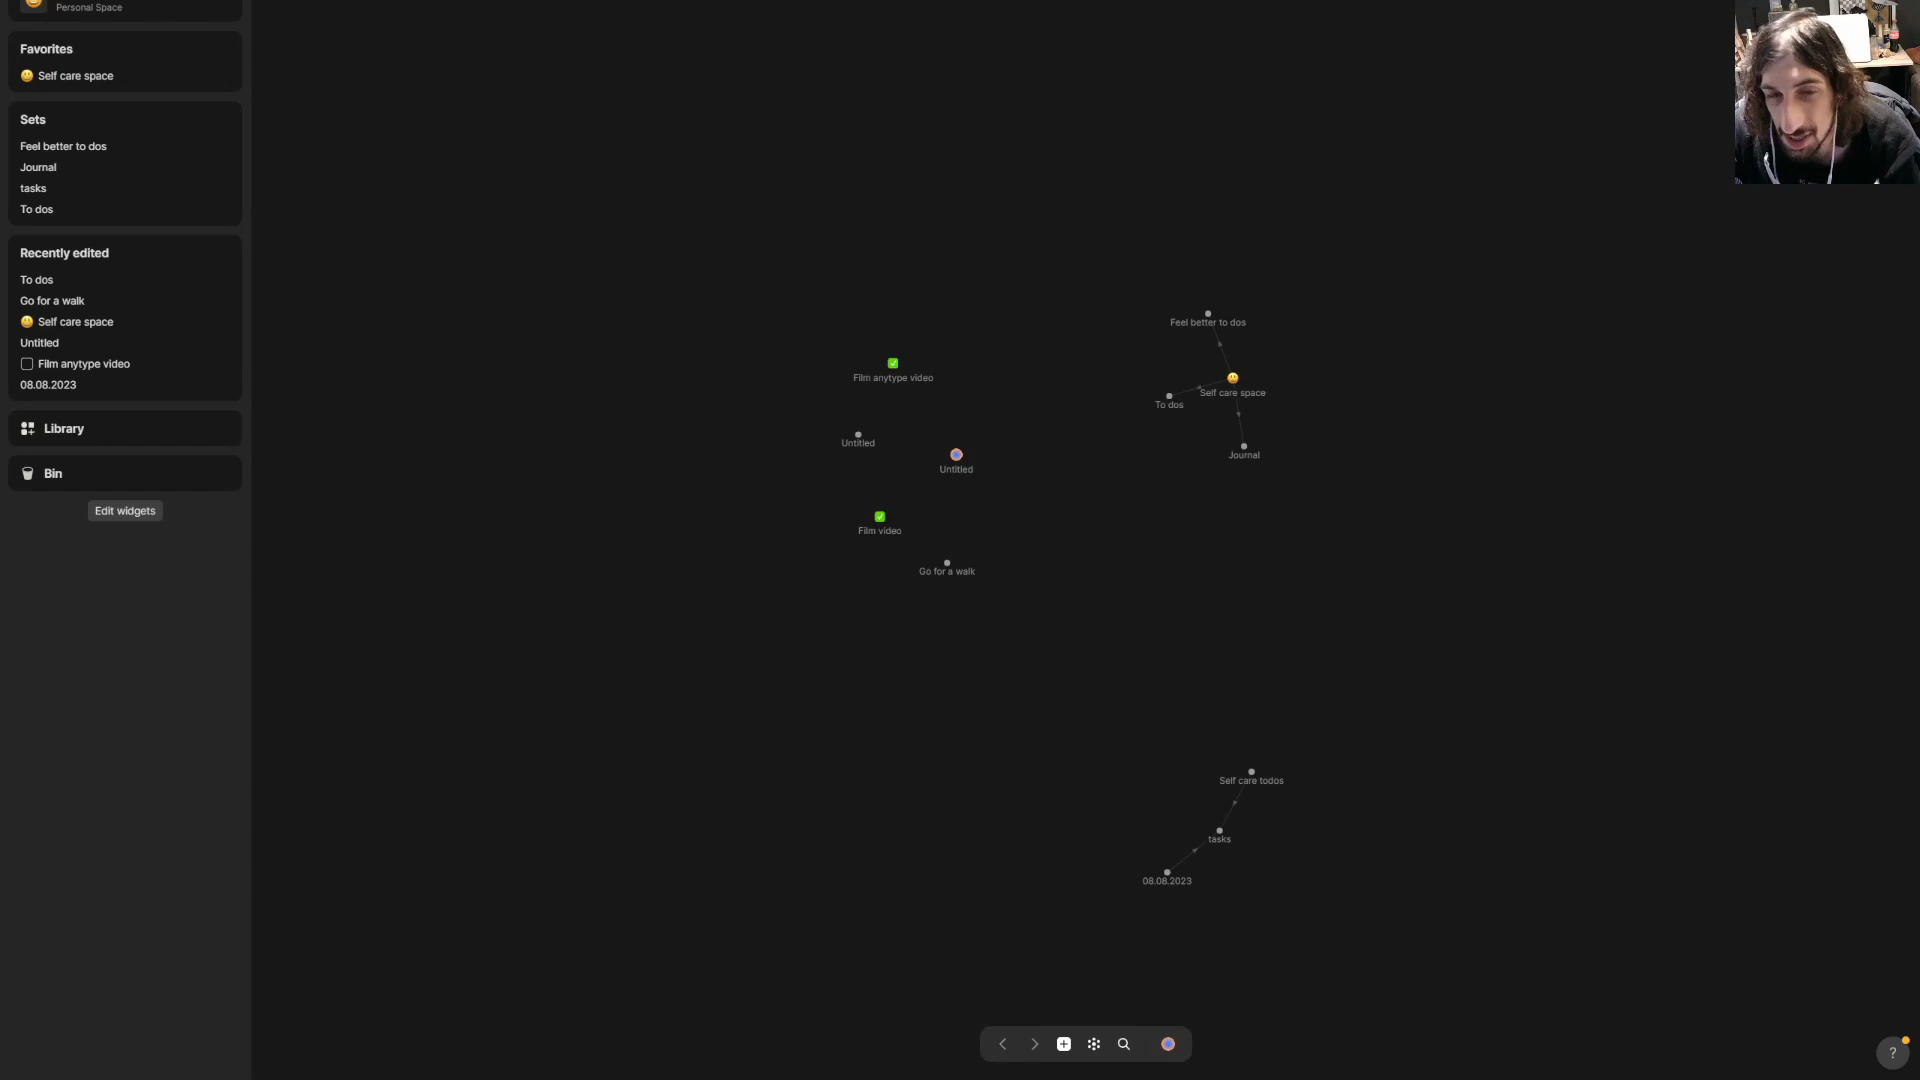 Personal Space
Favorites
Self care space
Sets
Feel better to dos
Journal
tasks
To dos
Recently edited
To dos
Go for a walk
Self care space
Untitled
Film anytype video
08.08.2023
Library
Bin
Edit widgets
Feel better to dos
Film anytype video
Self care space
To dos
Untitled
Journal
Untitled
Film video
Go for a walk
Self care todos
tasks
08.08.2023
?